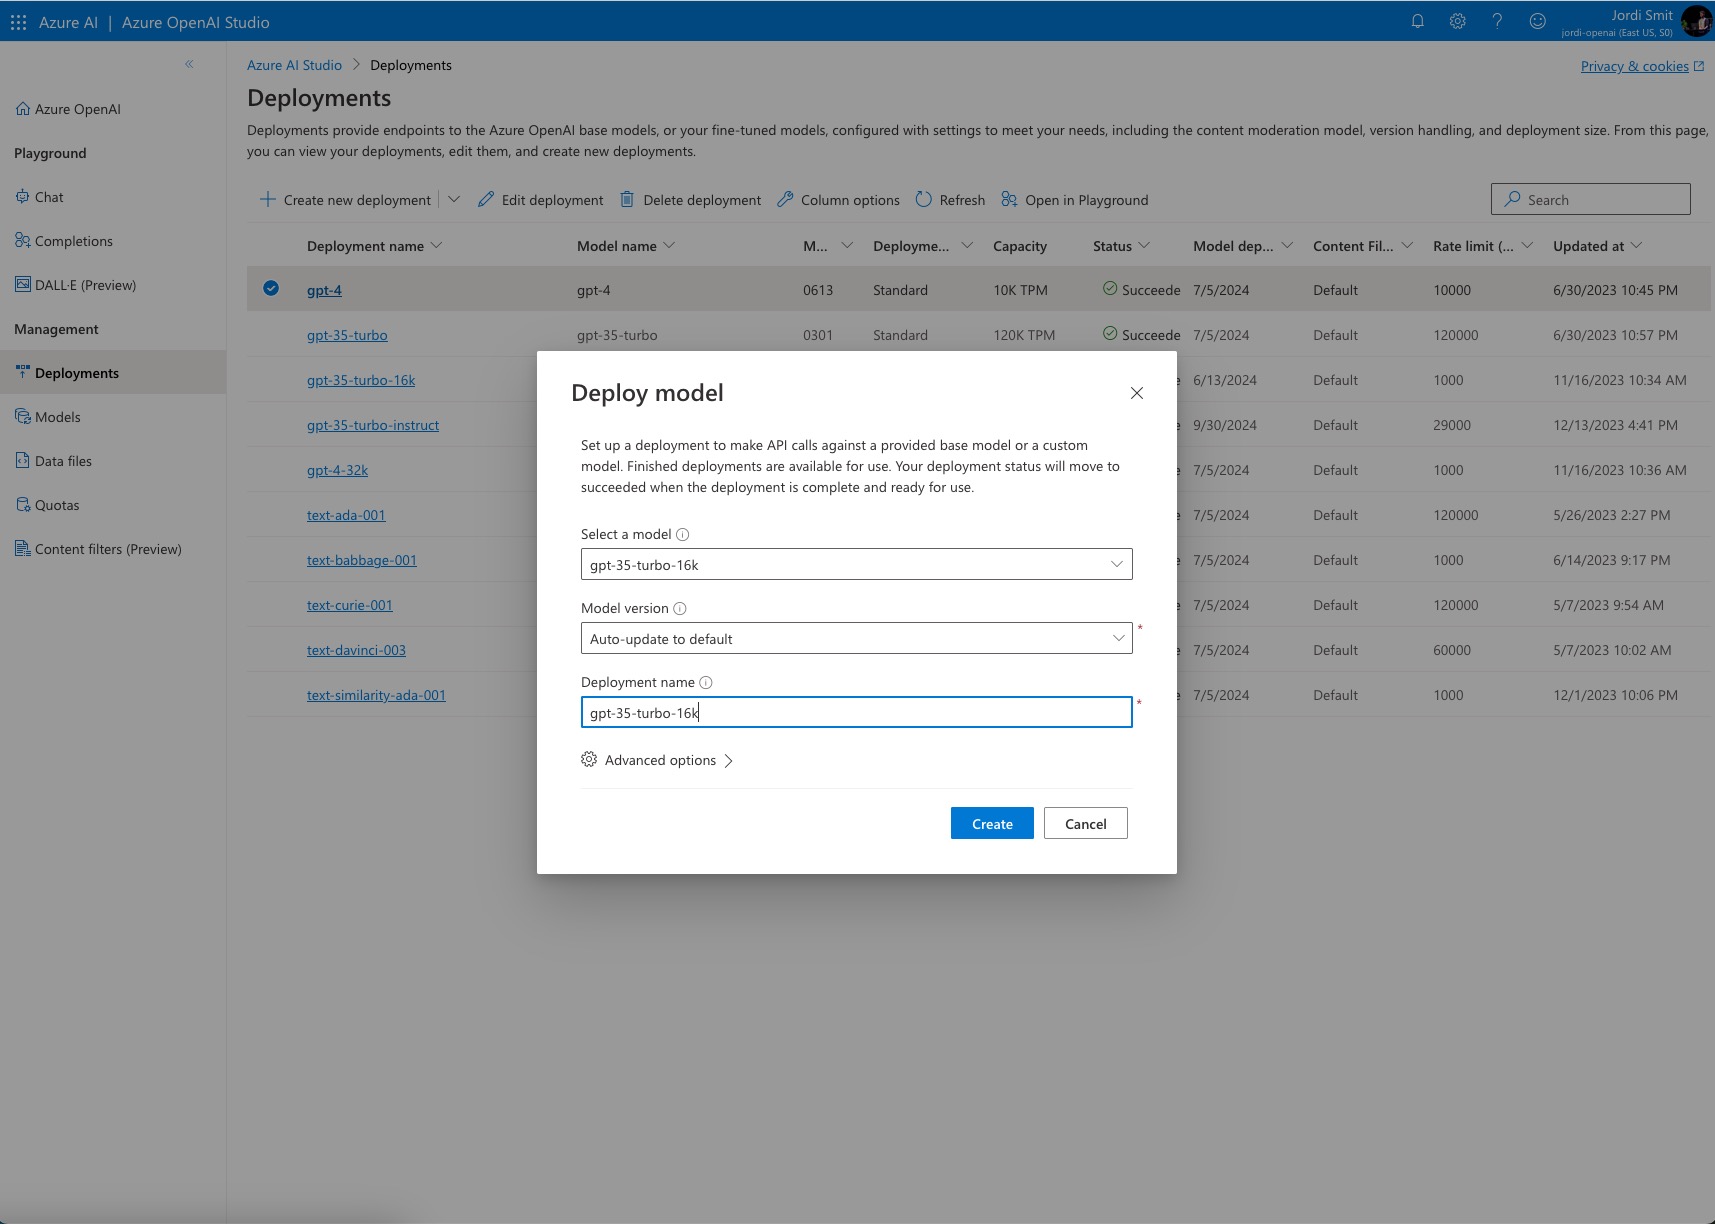 Azure AI | Azure OpenAI Studio
Jordi Smit
jordi-openai (East US, S0)
Azure AI Studio > Deployments
Privacy & cookies
Azure OpenAI
Playground
Chat
Completions
DALL·E (Preview)
Management
Deployments
Models
Data files
Quotas
Content filters (Preview)
Deployments
Deployments provide endpoints to the Azure OpenAI base models, or your fine-tuned models, configured with settings to meet your needs, including the content moderation model, version handling, and deployment size. From this page,
you can view your deployments, edit them, and create new deployments.
Create new deployment Edit deployment Delete deployment Column options Refresh Open in Playground Search
Deployment name Model name M... Deployme... Capacity Status Model dep... Content Fil... Rate limit (... Updated at
gpt-4 gpt-4 0613 Standard 10K TPM Succeede 7/5/2024 Default 10000 6/30/2023 10:45 PM
gpt-35-turbo gpt-35-turbo 0301 Standard 120K TPM Succeede 7/5/2024 Default 120000 6/30/2023 10:57 PM
gpt-35-turbo-16k e 6/13/2024 Default 1000 11/16/2023 10:34 AM
gpt-35-turbo-instruct e 9/30/2024 Default 29000 12/13/2023 4:41 PM
gpt-4-32k e 7/5/2024 Default 1000 11/16/2023 10:36 AM
text-ada-001 e 7/5/2024 Default 120000 5/26/2023 2:27 PM
text-babbage-001 e 7/5/2024 Default 1000 6/14/2023 9:17 PM
text-curie-001 e 7/5/2024 Default 120000 5/7/2023 9:54 AM
text-davinci-003 e 7/5/2024 Default 60000 5/7/2023 10:02 AM
text-similarity-ada-001 e 7/5/2024 Default 1000 12/1/2023 10:06 PM
Deploy model
Set up a deployment to make API calls against a provided base model or a custom
model. Finished deployments are available for use. Your deployment status will move to
succeeded when the deployment is complete and ready for use.
Select a model
gpt-35-turbo-16k
Model version
Auto-update to default *
Deployment name
gpt-35-turbo-16k *
Advanced options
Create Cancel